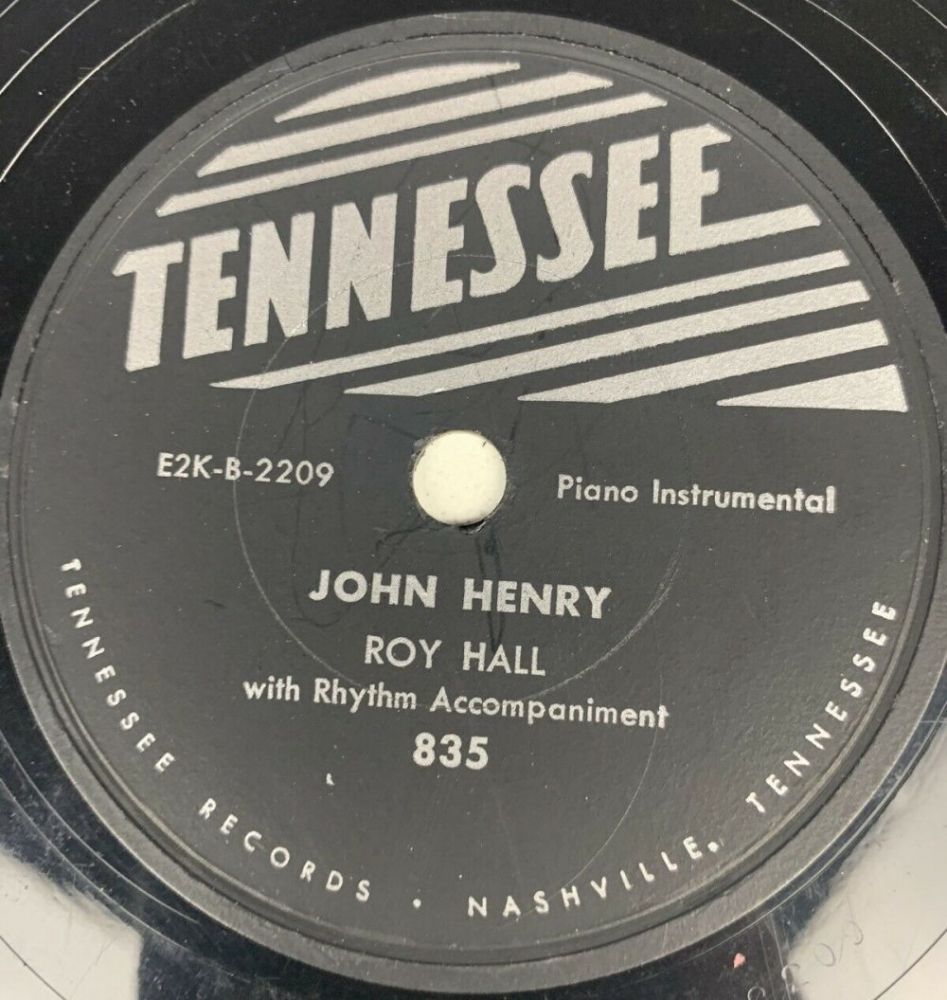 TENNESSEE
E2K-B-2209
Piano Instrumental
JOHN HENRY
ROY HALL
with Rhythm Accompaniment
835
TENNESSEE RECORDS • NASHVILLE, TENNESSEE